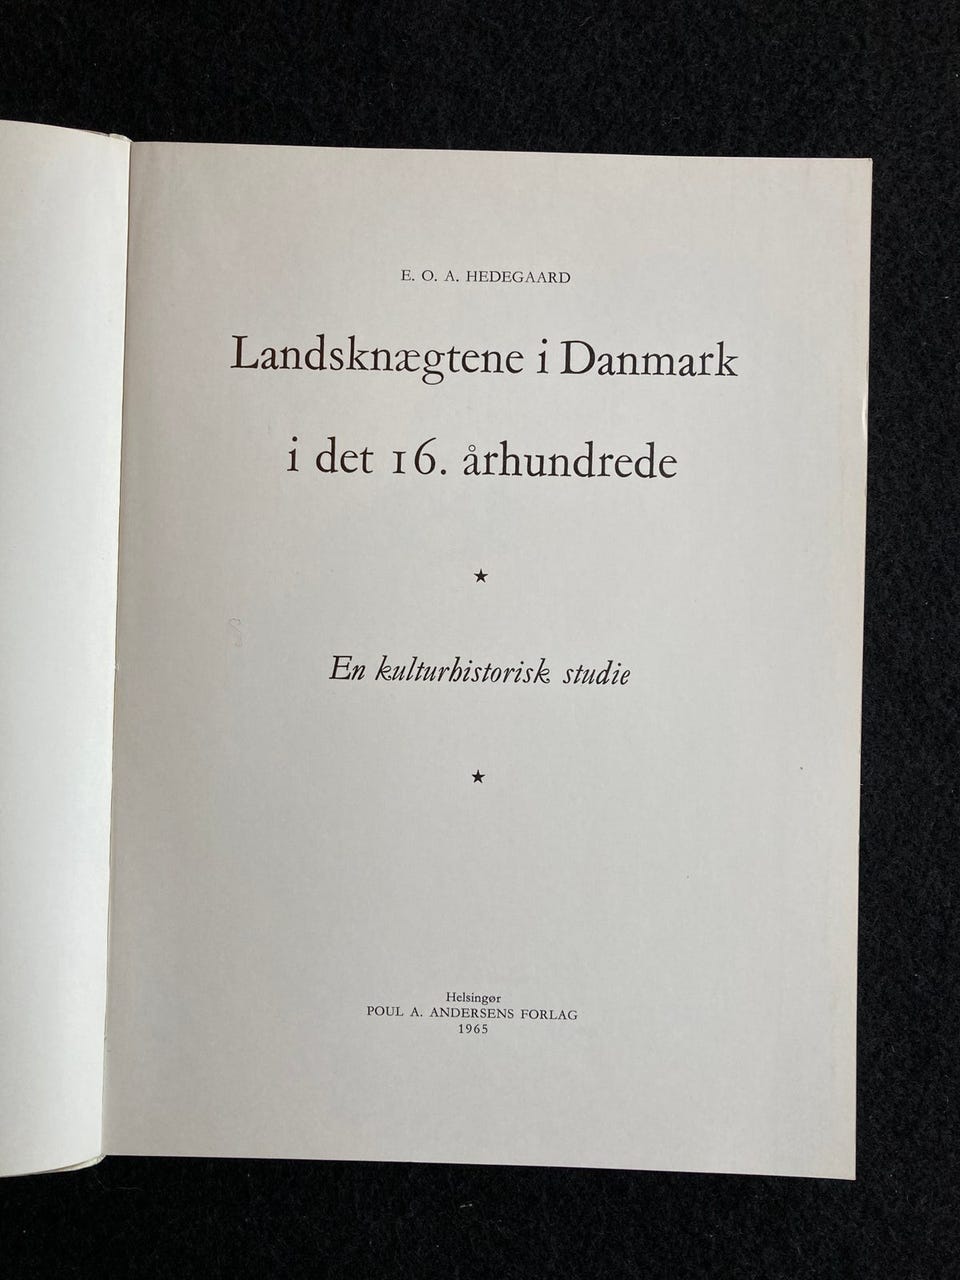 E. O. A. HEDEGAARD
Landsknægtene i Danmark
i det 16. århundrede
★
En kulturhistorisk studie
★
Helsingør
POUL A. ANDERSENS FORLAG
1965